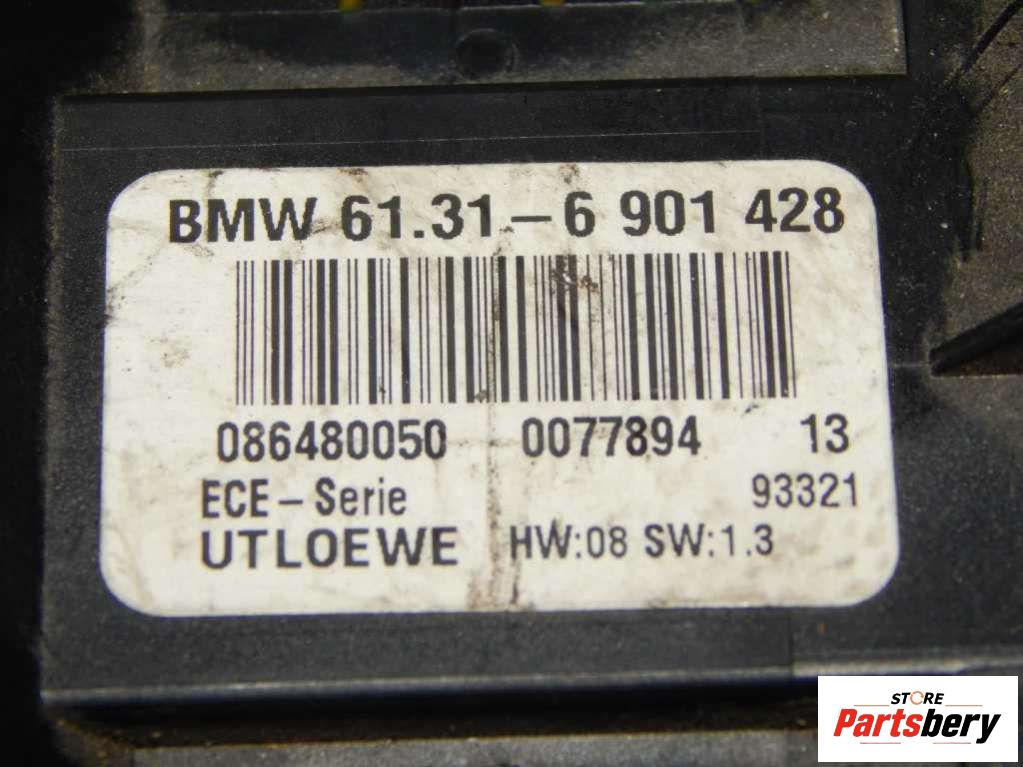 BMW 61.31 – 6 901 428
086480050 0077894 13
ECE – Serie 93321
UTLOEWE HW:08 SW:1.3
STORE
Partsbery